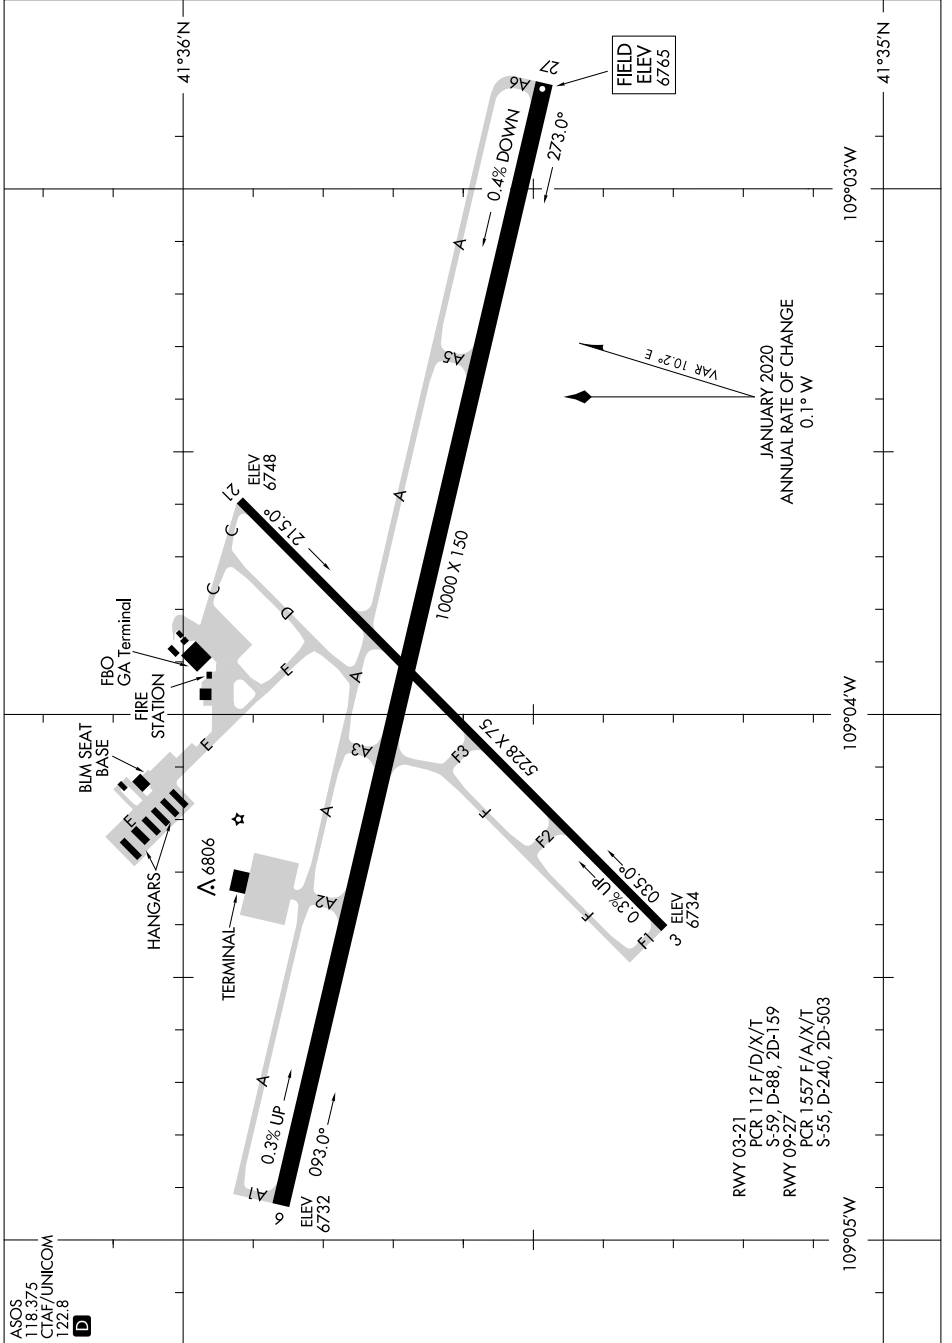 ASOS
118.375
CTAF/UNICOM
122.8
D
41°36'N
41°35'N
109°03'W
109°04'W
109°05'W
FIELD
ELEV
6765
27
A6
0.4% DOWN
273.0°
A
A5
VAR 10.2° E
JANUARY 2020
ANNUAL RATE OF CHANGE
0.1° W
ELEV
6748
21
215.0°
C
C
D
E
A
10000 X 150
FBO
GA Terminal
FIRE
STATION
BLM SEAT
BASE
E
E
HANGARS
A
A3
F3
5228 X 75
A
F
F2
6806
TERMINAL
A2
F
0.3% UP
035.0°
F1
3
ELEV
6734
A
0.3% UP
093.0°
A1
9
ELEV
6732
RWY 03-21
PCR 112 F/D/X/T
S-59, D-88, 2D-159
RWY 09-27
PCR 1557 F/A/X/T
S-55, D-240, 2D-503